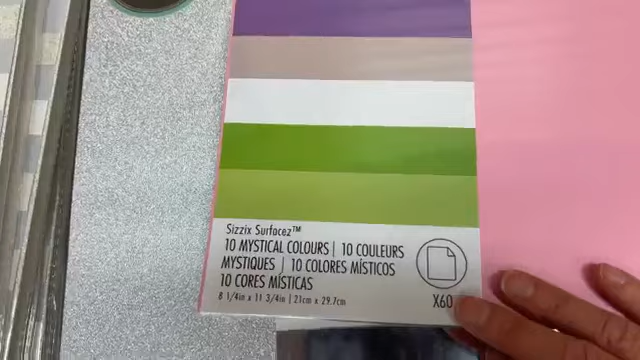 Sizzix Surfacez™
10 MYSTICAL COLOURS | 10 COULEURS
MYSTIQUES | 10 COLORES MÍSTICOS
10 CORES MÍSTICAS
8 1/4in x 11 3/4in | 21cm x 29.7cm
X60